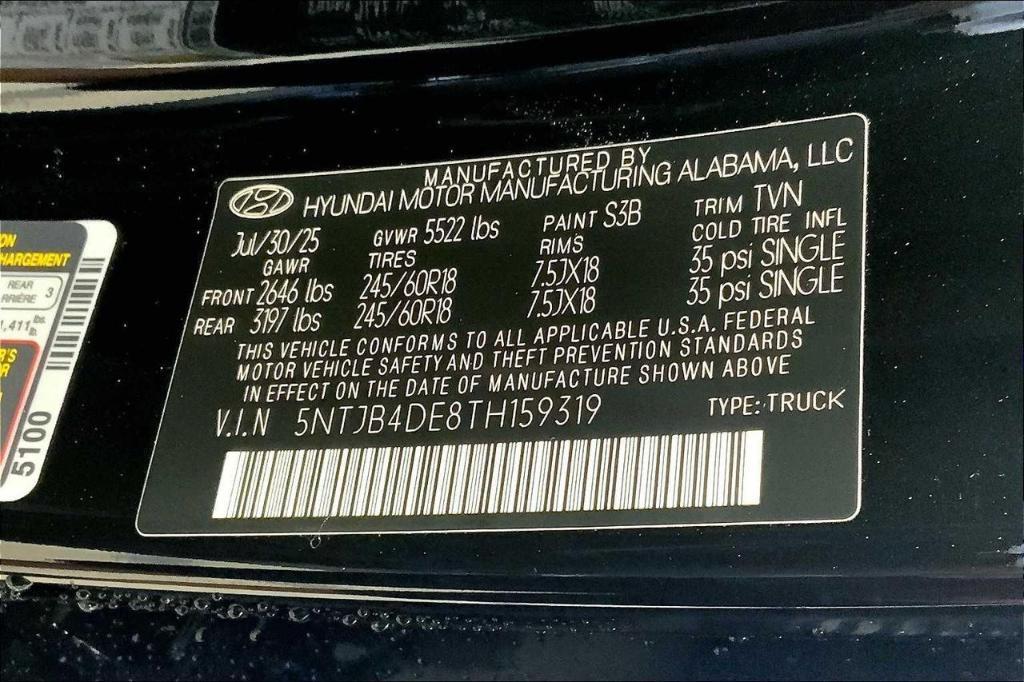 MANUFACTURED BY
HYUNDAI MOTOR MANUFACTURING ALABAMA, LLC
Jul/30/25 GVWR 5522 lbs PAINT S3B TRIM TVN
GAWR TIRES RIMS COLD TIRE INFL
FRONT 2646 lbs 245/60R18 7.5JX18 35 psi SINGLE
REAR 3197 lbs 245/60R18 7.5JX18 35 psi SINGLE
THIS VEHICLE CONFORMS TO ALL APPLICABLE U.S.A. FEDERAL
MOTOR VEHICLE SAFETY AND THEFT PREVENTION STANDARDS
IN EFFECT ON THE DATE OF MANUFACTURE SHOWN ABOVE
V.I.N 5NTJB4DE8TH159319 TYPE: TRUCK
REAR 3
5100